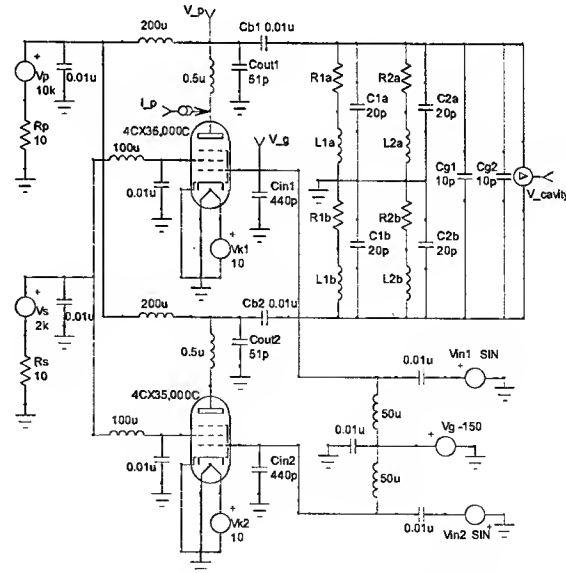 V_p
200u
Cb1 0.01u
Vp
10k
0.01u
Cout1
51p
0.5u
I_p
Rp
10
4CX36,000C
V_g
100u
0.01u
Cin1
440p
Vk1
10
R1a
C1a
20p
L1a
R2a
C2a
20p
L2a
Cg1
10p
Cg2
10p
V_cavity
R1b
C1b
20p
L1b
R2b
C2b
20p
L2b
Vs
2k
0.01u
Rs
10
200u
Cb2 0.01u
Cout2
51p
0.5u
4CX35,000C
100u
0.01u
Cin2
440p
Vk2
10
0.01u
Vin1 SIN
50u
0.01u
Vg -150
50u
0.01u
Vin2 SIN